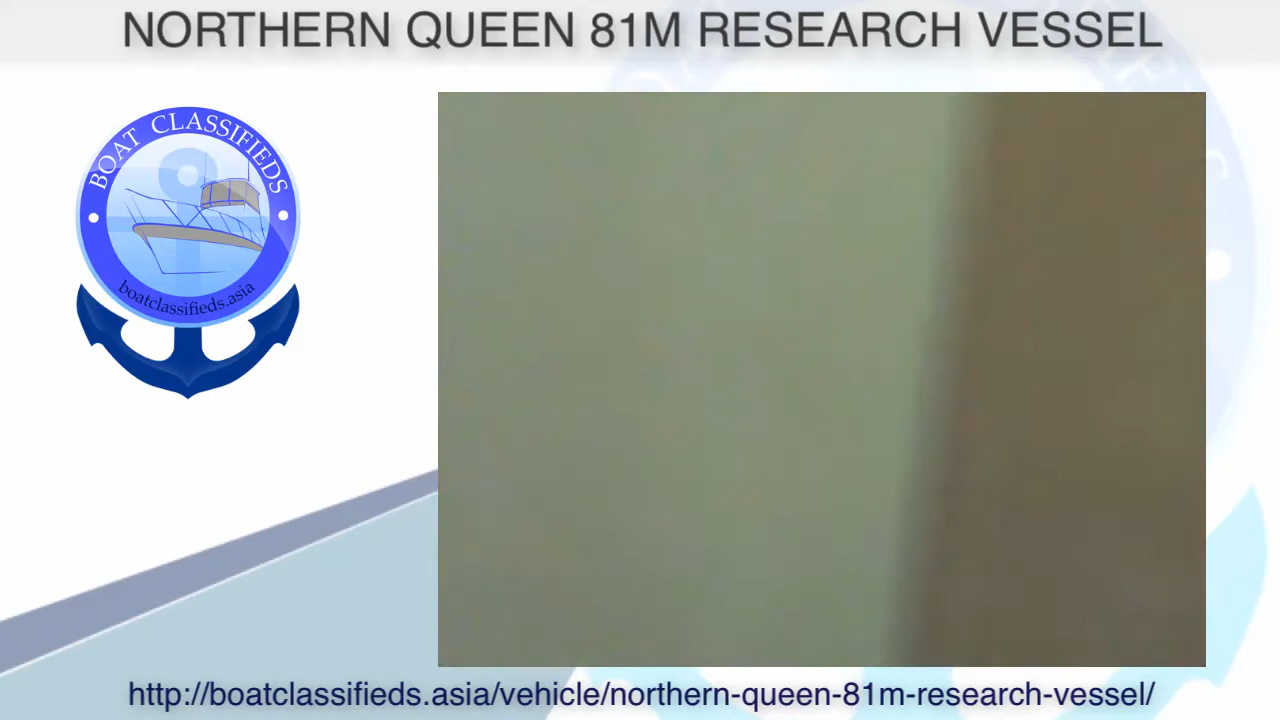 NORTHERN QUEEN 81M RESEARCH VESSEL
BOAT CLASSIFIEDS
boatclassifieds.asia
http://boatclassifieds.asia/vehicle/northern-queen-81m-research-vessel/